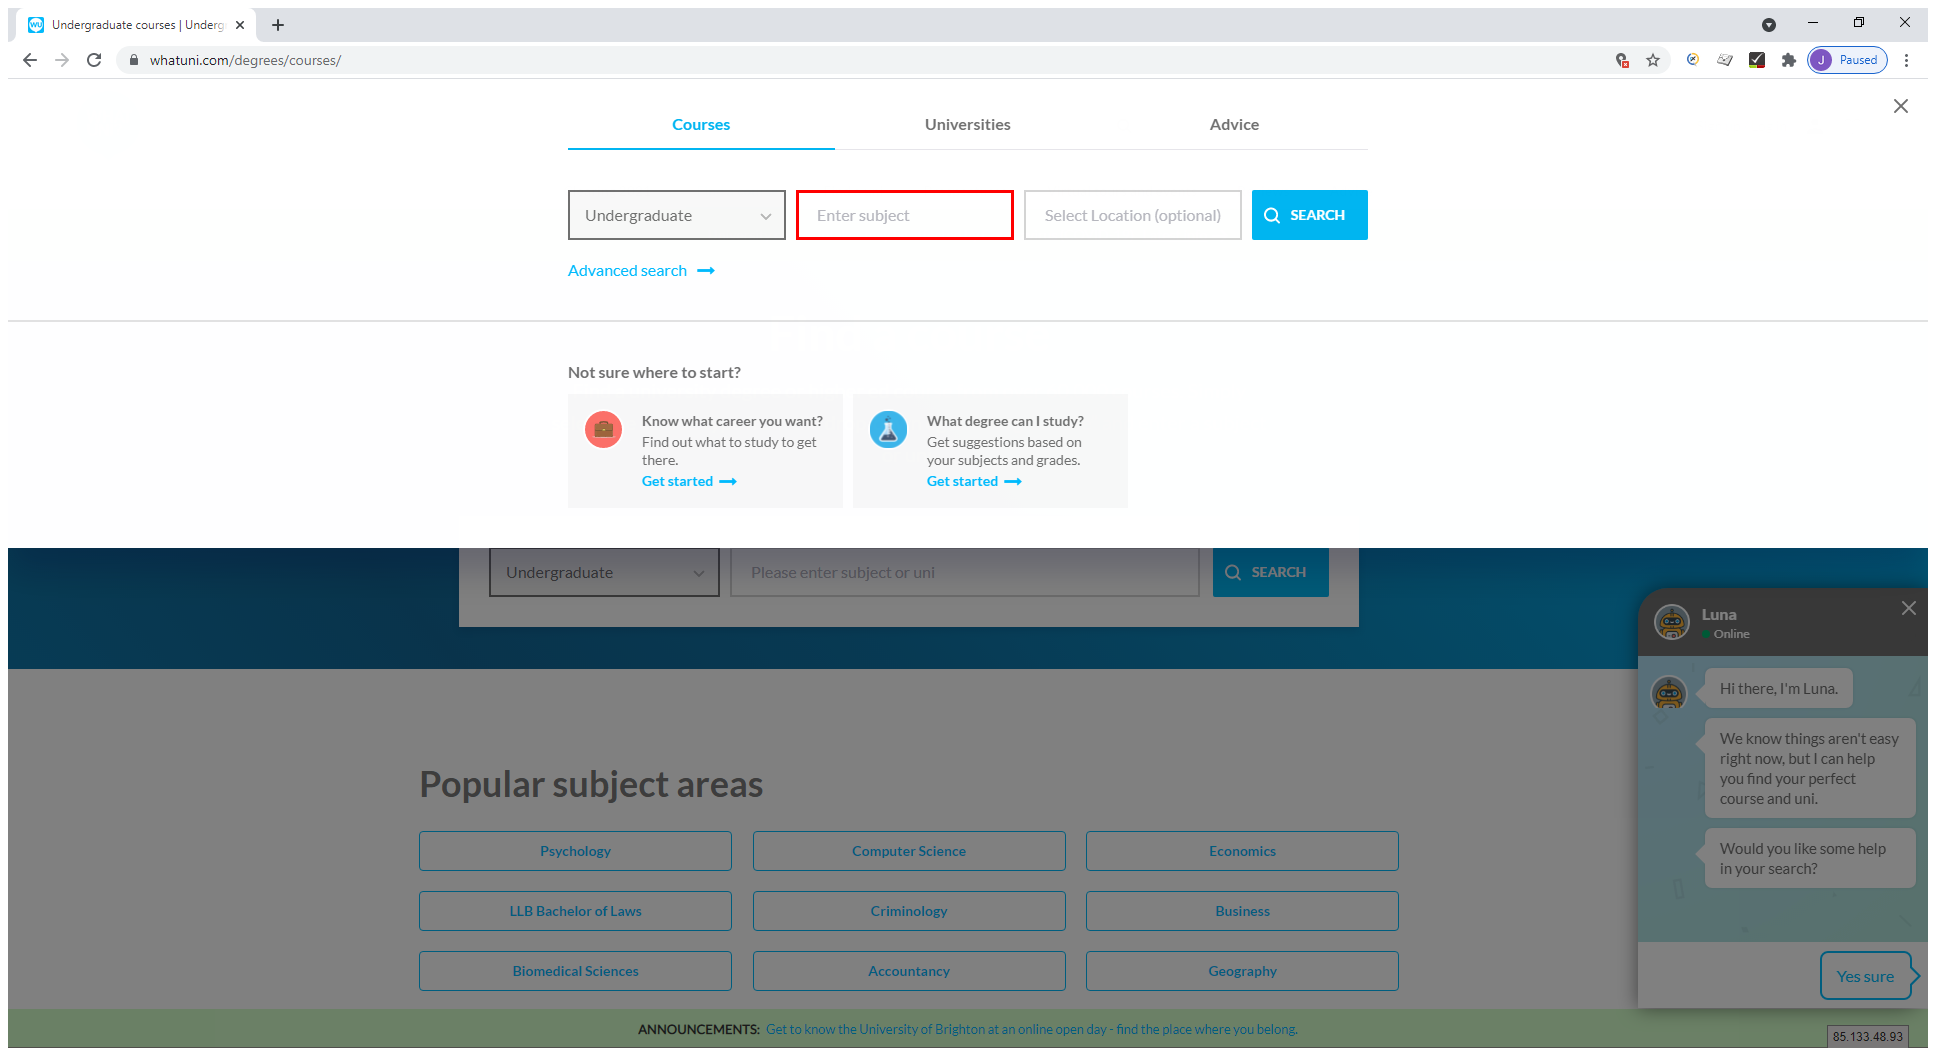 Undergraduate courses | Underg
whatuni.com/degrees/courses/
J Paused
Courses Universities Advice
Undergraduate Enter subject Select Location (optional) SEARCH
Advanced search
Not sure where to start?
Know what career you want?
Find out what to study to get
there.
Get started
What degree can I study?
Get suggestions based on
your subjects and grades.
Get started
Undergraduate Please enter subject or uni SEARCH
Luna
Online
Hi there, I'm Luna.
We know things aren't easy
right now, but I can help
you find your perfect
course and uni.
Would you like some help
in your search?
Yes sure
Popular subject areas
Psychology Computer Science Economics
LLB Bachelor of Laws Criminology Business
Biomedical Sciences Accountancy Geography
ANNOUNCEMENTS: Get to know the University of Brighton at an online open day - find the place where you belong.
85.133.48.93